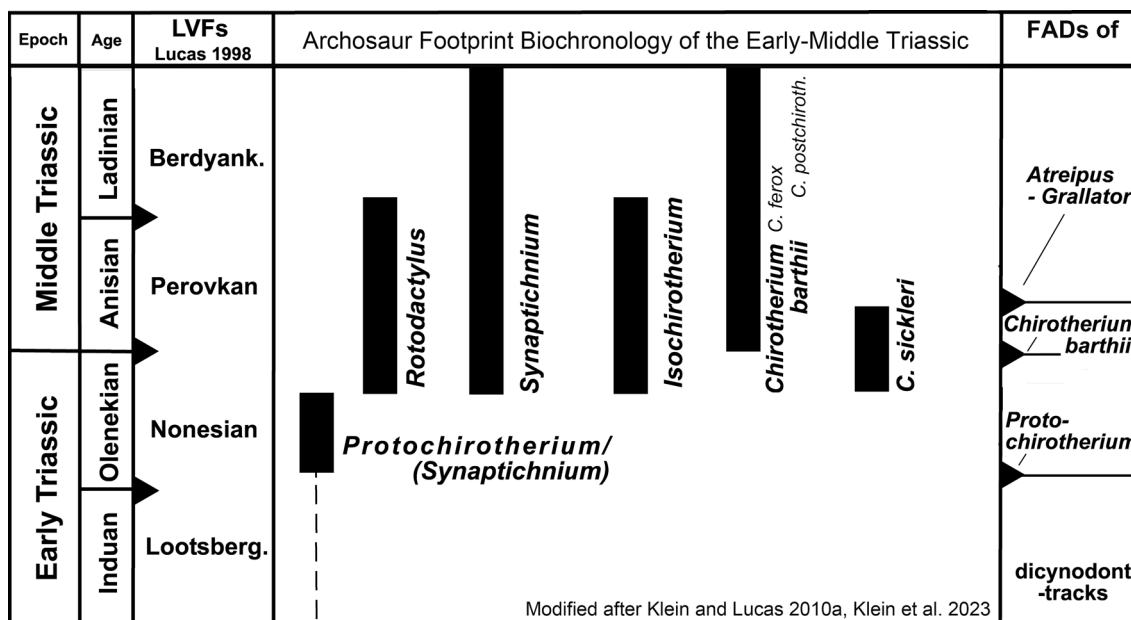 Epoch
Age
LVFs
Lucas 1998
Archosaur Footprint Biochronology of the Early-Middle Triassic
FADs of
Middle Triassic
Early Triassic
Ladinian
Anisian
Olenekian
Induan
Berdyank.
Perovkan
Nonesian
Lootsberg.
Protochirotherium/
(Synaptichnium)
Rotodactylus
Synaptichnium
Isochirotherium
Chirotherium C. ferox
barthii C. postchiroth.
C. sickleri
Atreipus
- Grallator
Chirotherium
barthii
Proto-
chirotherium
dicynodont
-tracks
Modified after Klein and Lucas 2010a, Klein et al. 2023